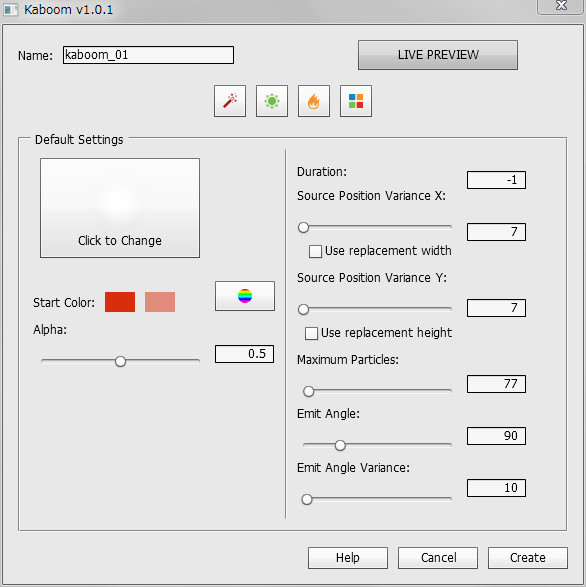 Kaboom v1.0.1
Name: kaboom_01
LIVE PREVIEW
Default Settings
Click to Change
Start Color:
Alpha:
0.5
Duration:
-1
Source Position Variance X:
7
Use replacement width
Source Position Variance Y:
7
Use replacement height
Maximum Particles:
77
Emit Angle:
90
Emit Angle Variance:
10
Help Cancel Create